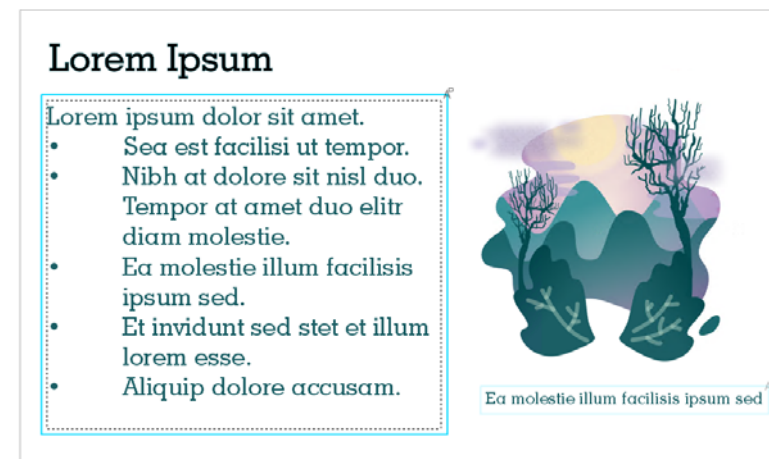 Lorem Ipsum
Lorem ipsum dolor sit amet.
• Sea est facilisi ut tempor.
• Nibh at dolore sit nisl duo.
Tempor at amet duo elitr
diam molestie.
• Ea molestie illum facilisis
ipsum sed.
• Et invidunt sed stet et illum
lorem esse.
• Aliquip dolore accusam.
Ea molestie illum facilisis ipsum sed